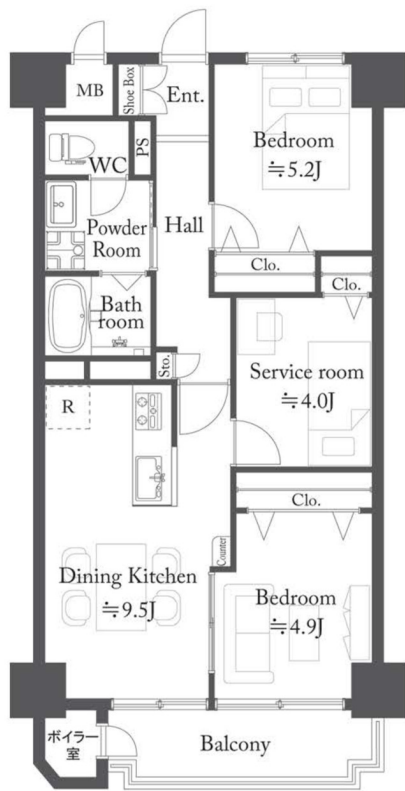 MB
Shoe Box
Ent.
Bedroom
≒5.2J
WC
PS
Powder
Room
Hall
Clo.
Clo.
Bath
room
Sto.
Service room
≒4.0J
R
Clo.
Counter
Dining Kitchen
≒9.5J
Bedroom
≒4.9J
ボイラー
室
Balcony